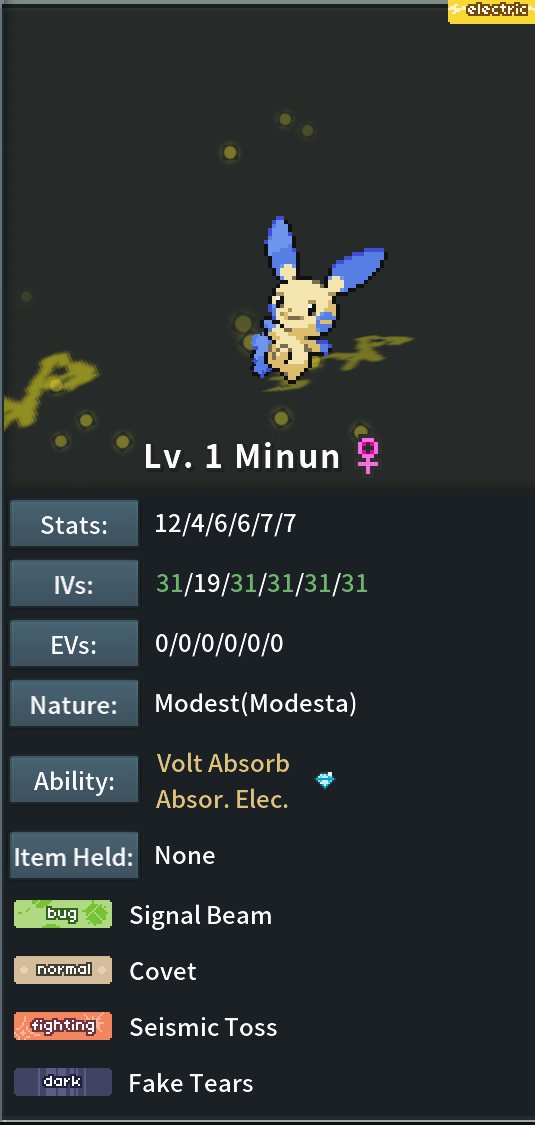 electric
Lv. 1 Minun ♀
Stats: 12/4/6/6/7/7
IVs: 31/19/31/31/31/31
EVs: 0/0/0/0/0/0
Nature: Modest(Modesta)
Ability: Volt Absorb
Absor. Elec.
Item Held: None
bug Signal Beam
normal Covet
fighting Seismic Toss
dark Fake Tears